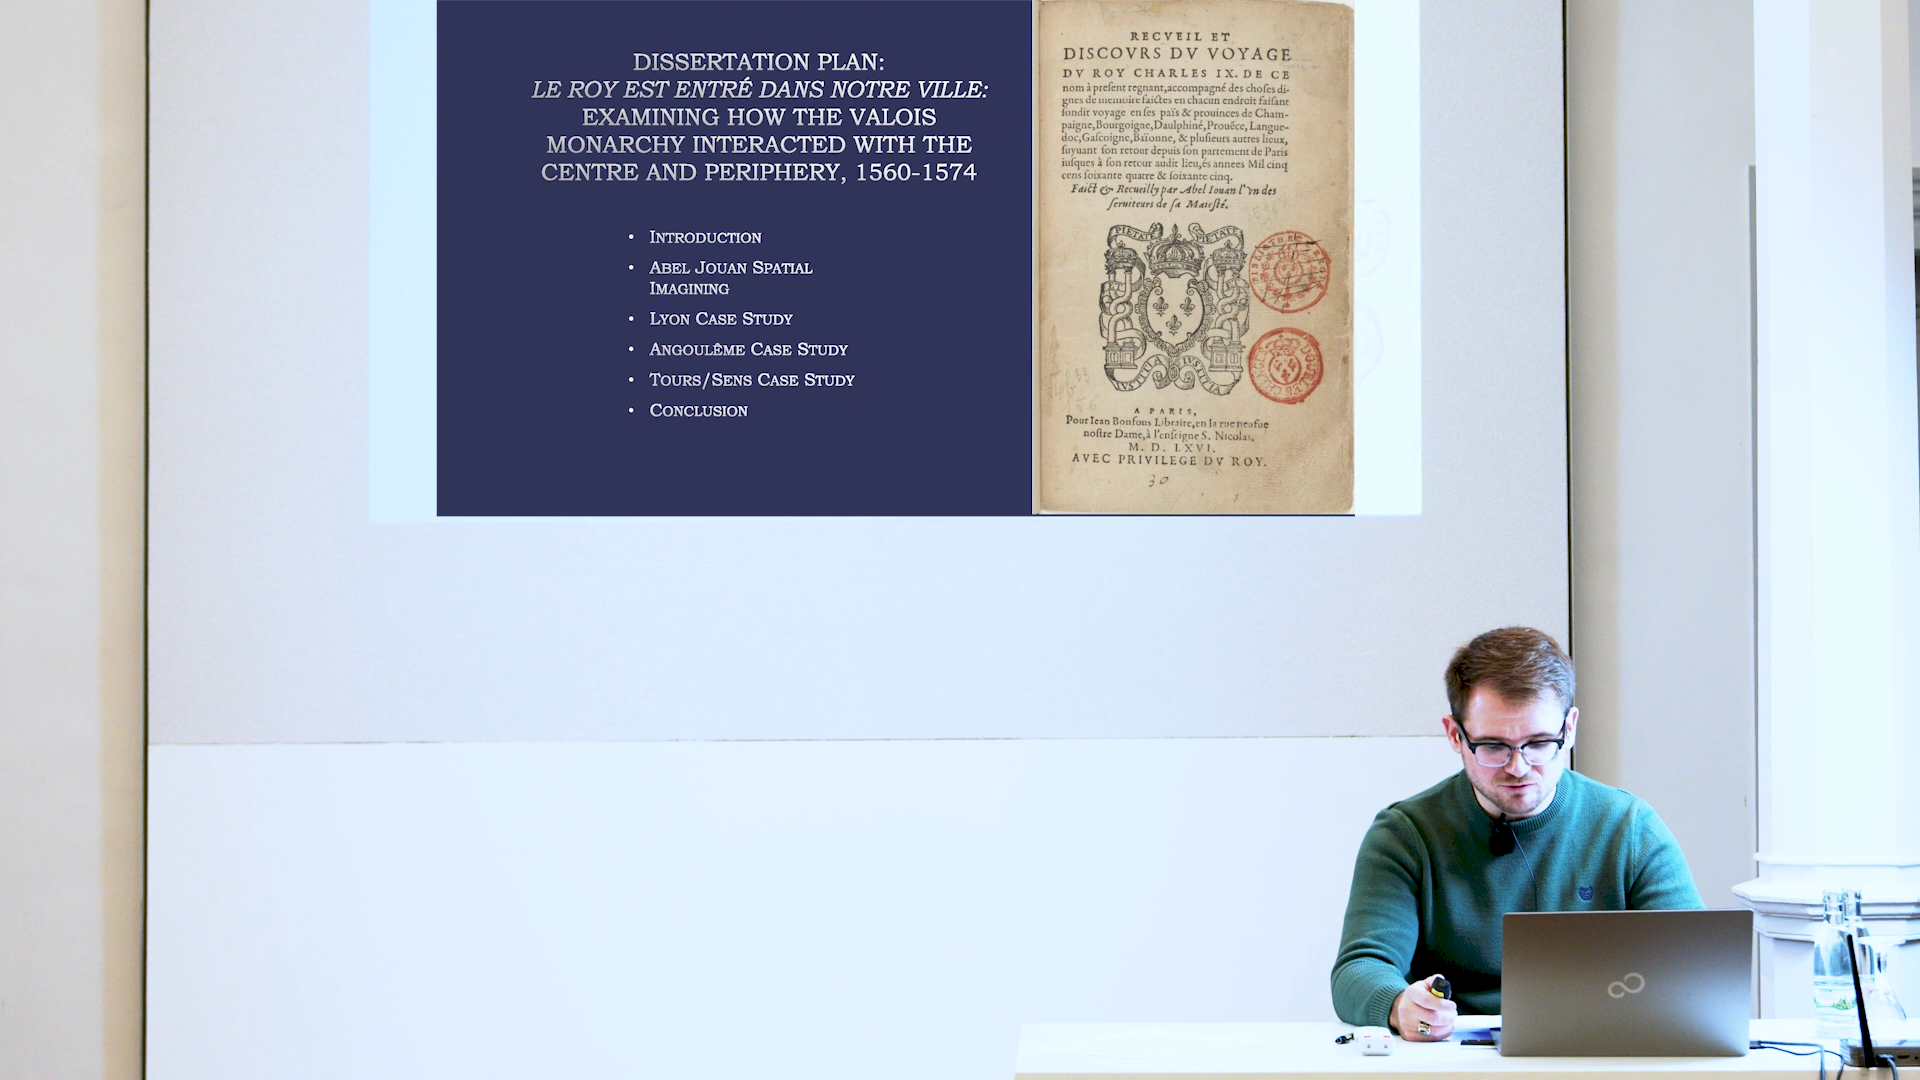 DISSERTATION PLAN:
LE ROY EST ENTRÉ DANS NOTRE VILLE:
EXAMINING HOW THE VALOIS
MONARCHY INTERACTED WITH THE
CENTRE AND PERIPHERY, 1560-1574
• INTRODUCTION
• ABEL JOUAN SPATIAL
IMAGINING
• LYON CASE STUDY
• ANGOULÊME CASE STUDY
• TOURS/SENS CASE STUDY
• CONCLUSION
RECVEIL ET
DISCOVRS DV VOYAGE
DV ROY CHARLES IX. DE CE
nom à present regnant, accompagné des choses di-
gnes de memoire faictes en chacun endroit faisant
sondit voyage en ses païs & prouinces de Cham-
paigne, Bourgoigne, Daulphiné, Prouēce, Langue-
doc, Gascoigne, Baïonne, & plusieurs autres lieux,
suyuant son retour depuis son partement de Paris
iusques à son retour audit lieu, és annees Mil cinq
cens soixante quatre & soixante cinq.
Faict & Recueilly par Abel Iouan l'vn des
seruiteurs de sa Maiesté.
PIETATE PIETATE
IVSTITIA IVSTITIA
A PARIS,
Pour Iean Bonfons Libraire, en la rue neufue
nostre Dame, à l'enseigne S. Nicolas.
M. D. LXVI.
AVEC PRIVILEGE DV ROY.
30